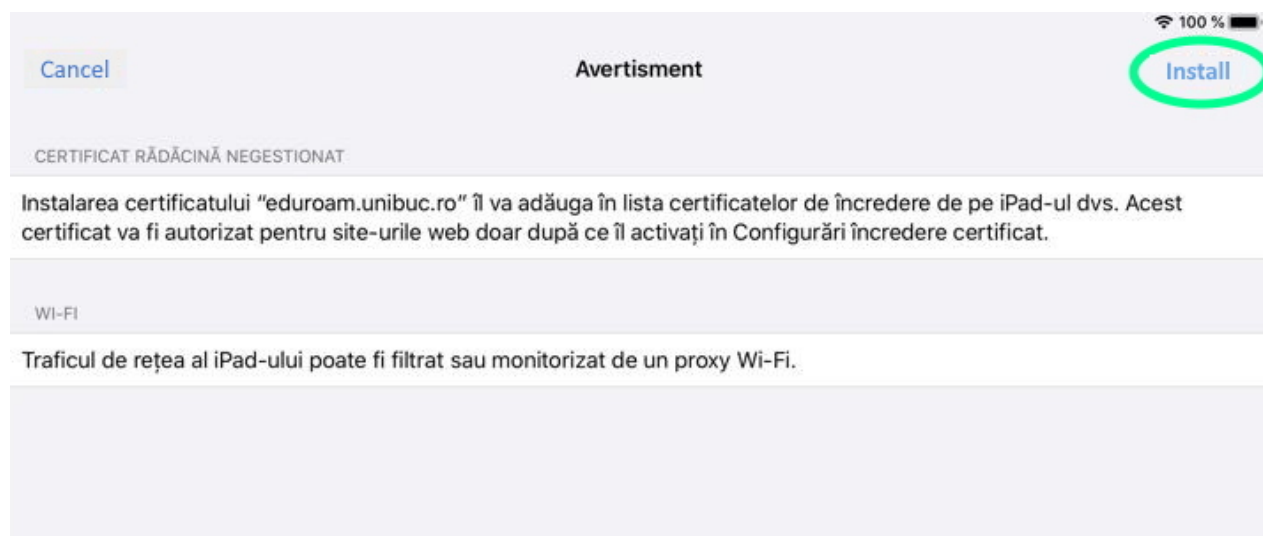 100 %
Cancel
Avertisment
Install
CERTIFICAT RĂDĂCINĂ NEGESTIONAT
Instalarea certificatului “eduroam.unibuc.ro” îl va adăuga în lista certificatelor de încredere de pe iPad-ul dvs. Acest
certificat va fi autorizat pentru site-urile web doar după ce îl activați în Configurări încredere certificat.
WI-FI
Traficul de rețea al iPad-ului poate fi filtrat sau monitorizat de un proxy Wi-Fi.